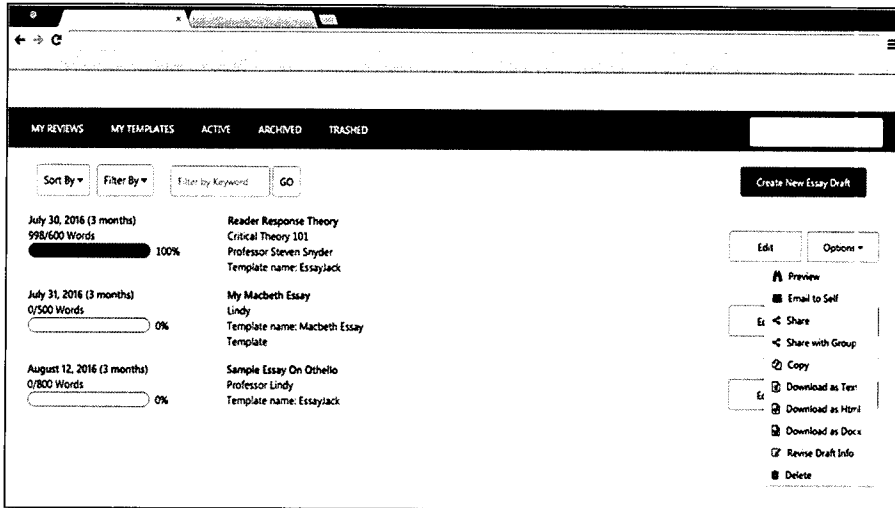 MY REVIEWS MY TEMPLATES ACTIVE ARCHIVED TRASHED
Sort By Filter By Filter by Keyword GO Create New Essay Draft
July 30, 2016 (3 months) Reader Response Theory
998/600 Words Critical Theory 101
100% Professor Steven Snyder
Template name: EssayJack
Edit Options
Preview
Email to Self
Share
Share with Group
Copy
Download as Text
Download as Html
Download as Docx
Revise Draft Info
Delete
July 31, 2016 (3 months) My Macbeth Essay
0/500 Words Lindy
0% Template name: Macbeth Essay
Template
August 12, 2016 (3 months) Sample Essay On Othello
0/800 Words Professor Lindy
0% Template name: EssayJack